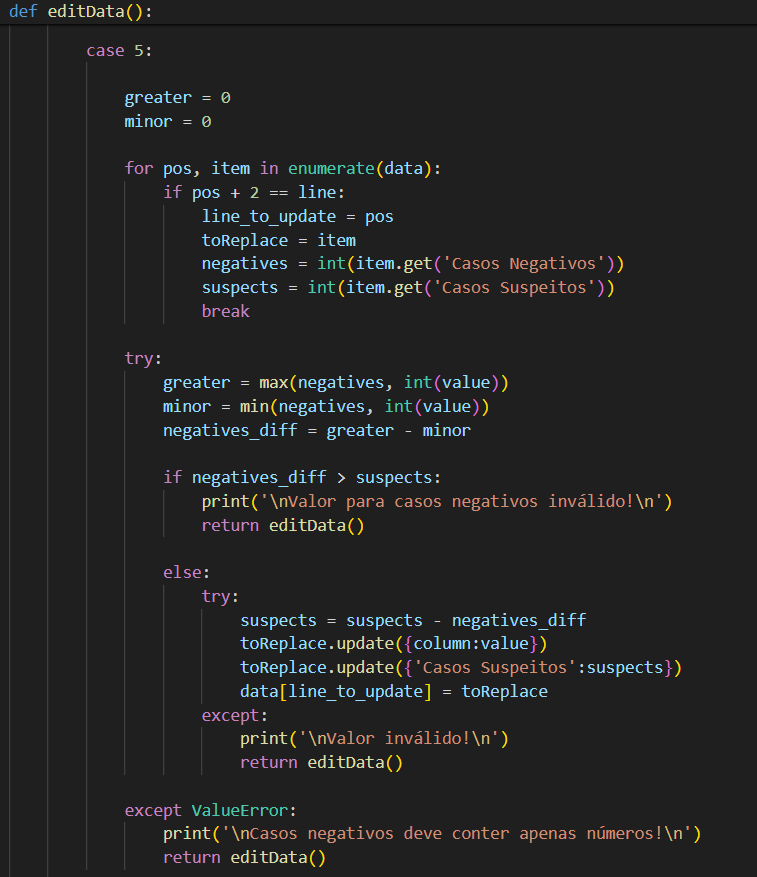 def editData():
case 5:
greater = 0
minor = 0
for pos, item in enumerate(data):
if pos + 2 == line:
line_to_update = pos
toReplace = item
negatives = int(item.get('Casos Negativos'))
suspects = int(item.get('Casos Suspeitos'))
break
try:
greater = max(negatives, int(value))
minor = min(negatives, int(value))
negatives_diff = greater - minor
if negatives_diff > suspects:
print('\nValor para casos negativos inválido!\n')
return editData()
else:
try:
suspects = suspects - negatives_diff
toReplace.update({column:value})
toReplace.update({'Casos Suspeitos':suspects})
data[line_to_update] = toReplace
except:
print('\nValor inválido!\n')
return editData()
except ValueError:
print('\nCasos negativos deve conter apenas números!\n')
return editData()